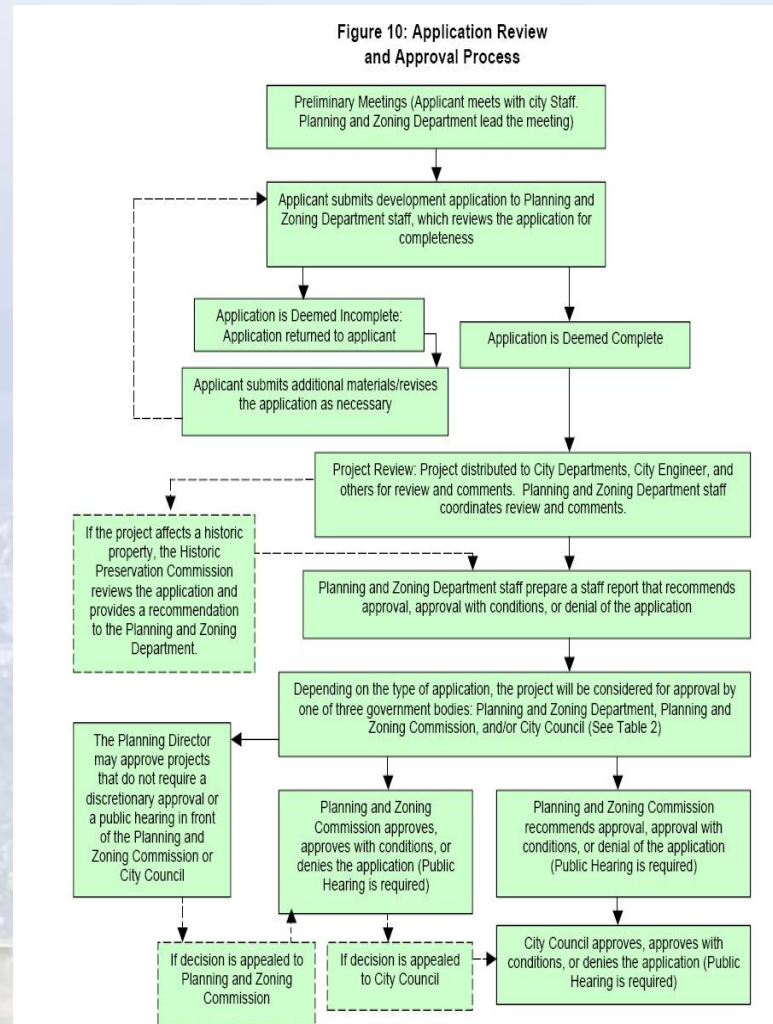 Figure 10: Application Review
and Approval Process
Preliminary Meetings (Applicant meets with city Staff.
Planning and Zoning Department lead the meeting)
Applicant submits development application to Planning and
Zoning Department staff, which reviews the application for
completeness
Application is Deemed Incomplete:
Application returned to applicant
Application is Deemed Complete
Applicant submits additional materials/revises
the application as necessary
Project Review: Project distributed to City Departments, City Engineer, and
others for review and comments. Planning and Zoning Department staff
coordinates review and comments.
If the project affects a historic
property, the Historic
Preservation Commission
reviews the application and
provides a recommendation
to the Planning and Zoning
Department.
Planning and Zoning Department staff prepare a staff report that recommends
approval, approval with conditions, or denial of the application
Depending on the type of application, the project will be considered for approval by
one of three government bodies: Planning and Zoning Department, Planning and
Zoning Commission, and/or City Council (See Table 2)
The Planning Director
may approve projects
that do not require a
discretionary approval or
a public hearing in front
of the Planning and
Zoning Commission or
City Council
Planning and Zoning
Commission approves,
approves with conditions, or
denies the application (Public
Hearing is required)
Planning and Zoning Commission
recommends approval, approval with
conditions, or denial of the application
(Public Hearing is required)
If decision is appealed to
Planning and Zoning
Commission
If decision is appealed
to City Council
City Council approves, approves with
conditions, or denies the application (Public
Hearing is required)